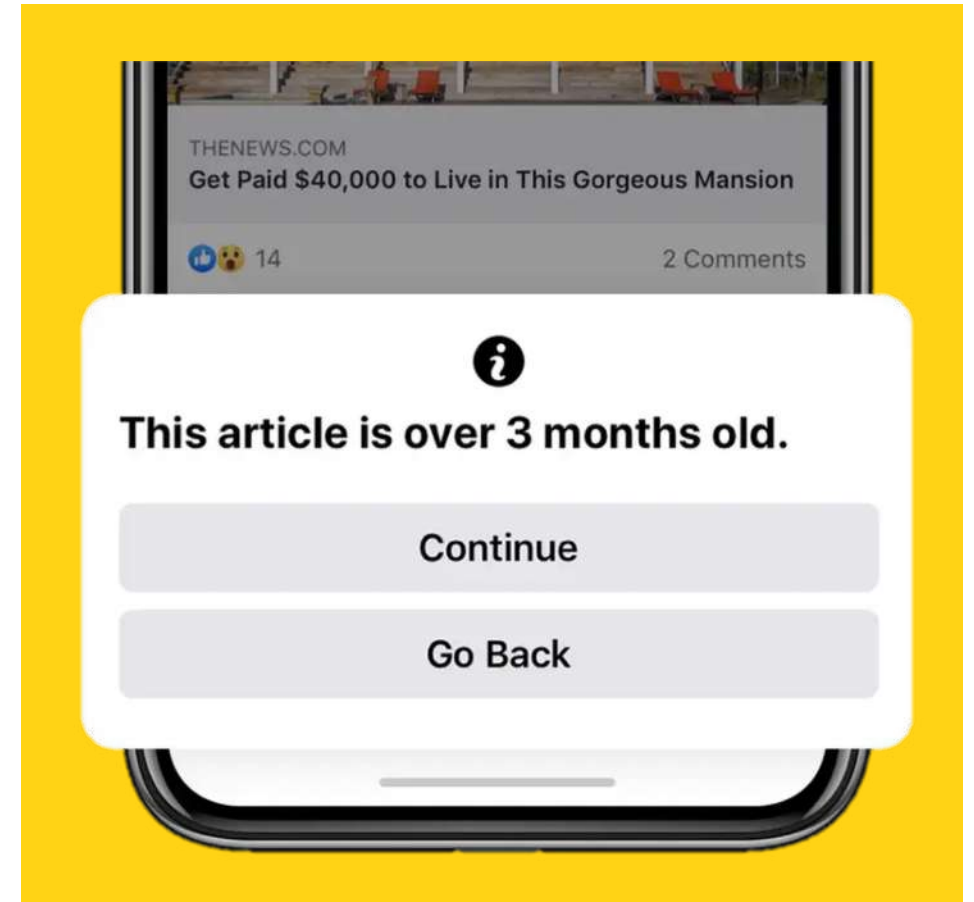 THENEWS.COM
Get Paid $40,000 to Live in This Gorgeous Mansion
14
2 Comments
This article is over 3 months old.
Continue
Go Back